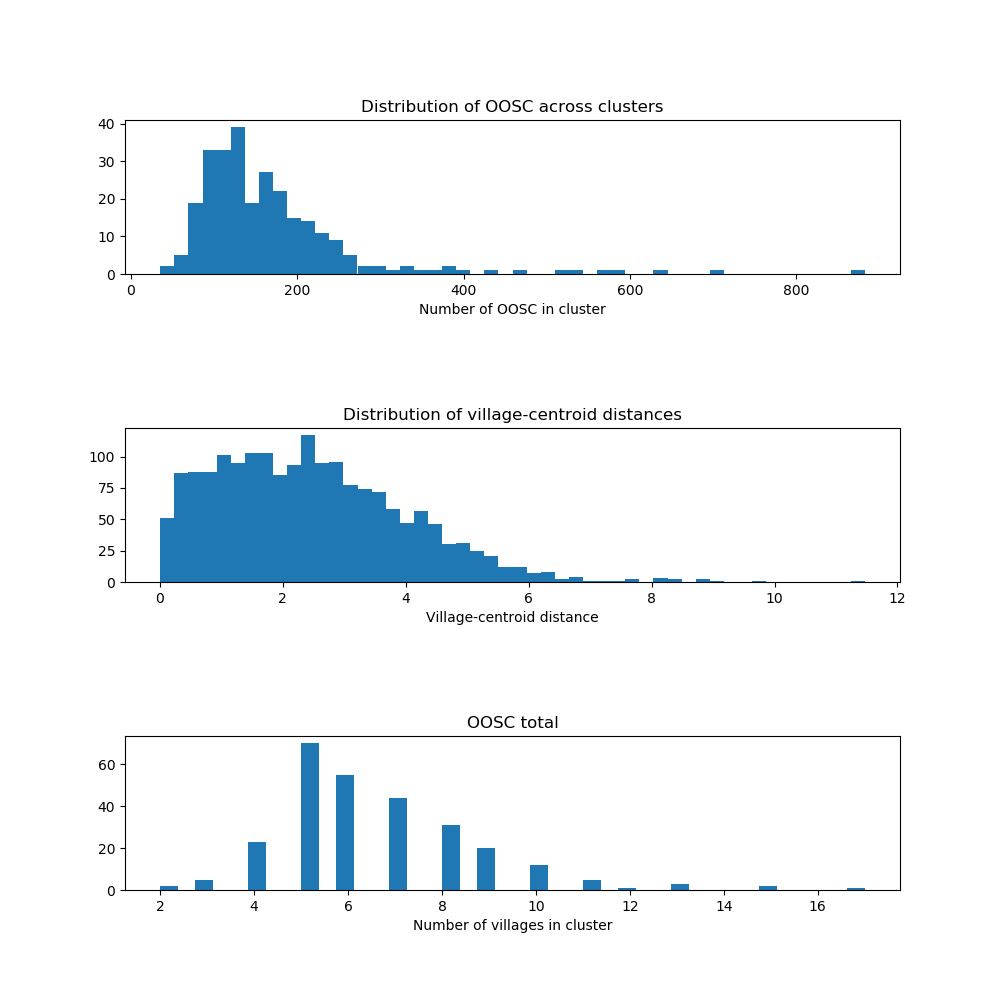 Distribution of OOSC across clusters
40
30
20
10
0
0 200 400 600 800
Number of OOSC in cluster
Distribution of village-centroid distances
100
75
50
25
0
0 2 4 6 8 10 12
Village-centroid distance
OOSC total
60
40
20
0
2 4 6 8 10 12 14 16
Number of villages in cluster